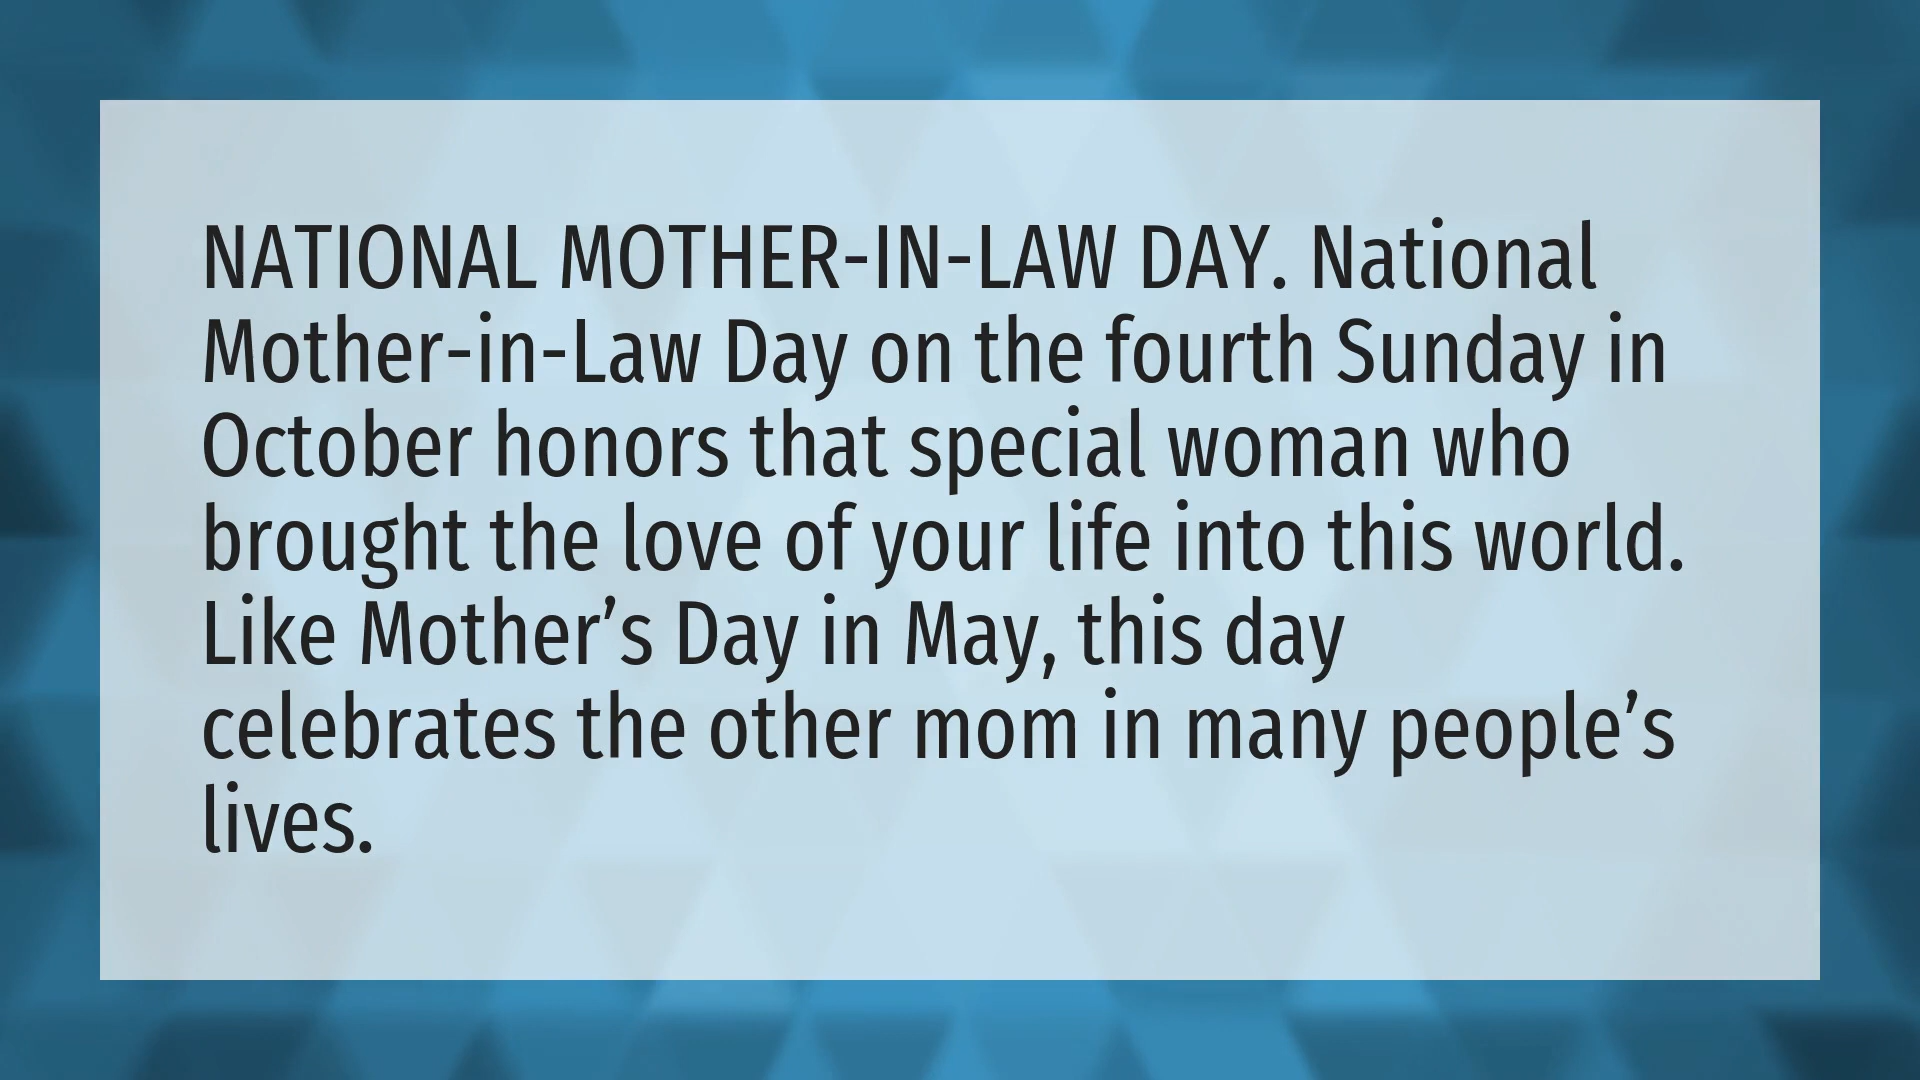 NATIONAL MOTHER-IN-LAW DAY. National
Mother-in-Law Day on the fourth Sunday in
October honors that special woman who
brought the love of your life into this world.
Like Mother’s Day in May, this day
celebrates the other mom in many people’s
lives.